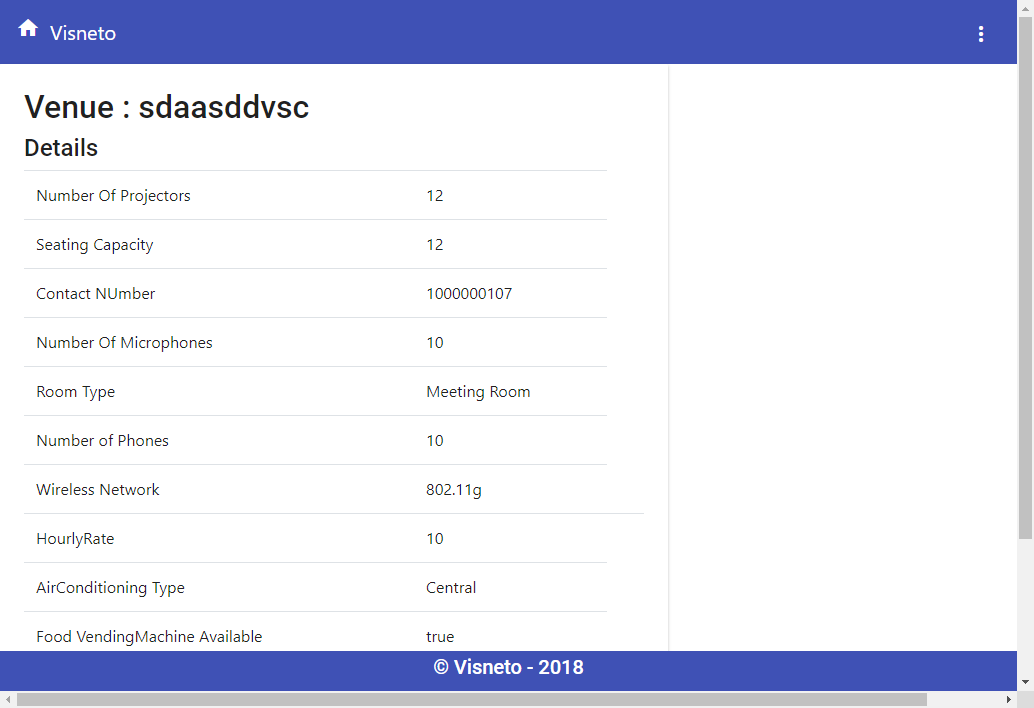 Visneto
Venue : sdaasddvsc
Details
Number Of Projectors 12
Seating Capacity 12
Contact NUmber 1000000107
Number Of Microphones 10
Room Type Meeting Room
Number of Phones 10
Wireless Network 802.11g
HourlyRate 10
AirConditioning Type Central
Food VendingMachine Available true
© Visneto - 2018